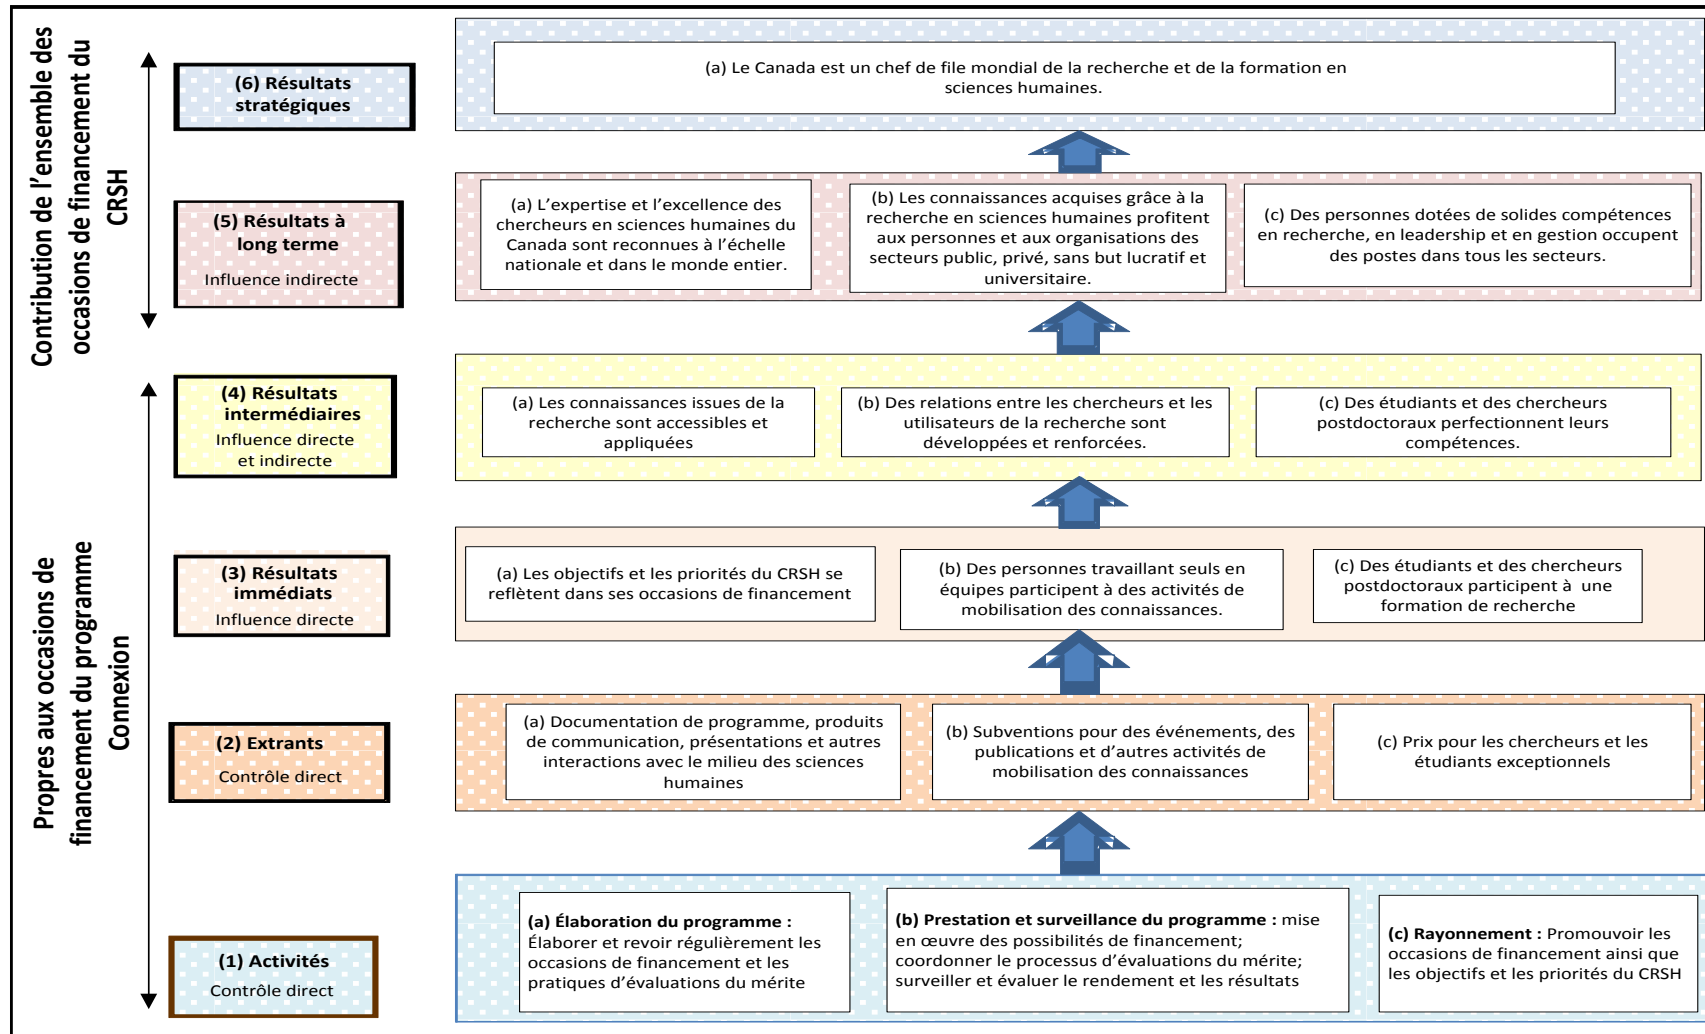 Contribution de l'ensemble des
occasions de financement du
CRSH
(6) Résultats
stratégiques
(a) Le Canada est un chef de file mondial de la recherche et de la formation en
sciences humaines.
(5) Résultats à
long terme
Influence indirecte
(a) L'expertise et l'excellence des
chercheurs en sciences humaines du
Canada sont reconnues à l'échelle
nationale et dans le monde entier.
(b) Les connaissances acquises grâce à la
recherche en sciences humaines profitent
aux personnes et aux organisations des
secteurs public, privé, sans but lucratif et
universitaire.
(c) Des personnes dotées de solides compétences
en recherche, en leadership et en gestion occupent
des postes dans tous les secteurs.
Propres aux occasions de
financement du programme
Connexion
(4) Résultats
intermédiaires
Influence directe
et indirecte
(a) Les connaissances issues de la
recherche sont accessibles et
appliquées
(b) Des relations entre les chercheurs et les
utilisateurs de la recherche sont
développées et renforcées.
(c) Des étudiants et des chercheurs
postdoctoraux perfectionnent leurs
compétences.
(3) Résultats
immédiats
Influence directe
(a) Les objectifs et les priorités du CRSH se
reflètent dans ses occasions de financement
(b) Des personnes travaillant seuls en
équipes participent à des activités de
mobilisation des connaissances.
(c) Des étudiants et des chercheurs
postdoctoraux participent à une
formation de recherche
(2) Extrants
Contrôle direct
(a) Documentation de programme, produits
de communication, présentations et autres
interactions avec le milieu des sciences
humaines
(b) Subventions pour des événements, des
publications et d'autres activités de
mobilisation des connaissances
(c) Prix pour les chercheurs et les
étudiants exceptionnels
(1) Activités
Contrôle direct
(a) Élaboration du programme :
Élaborer et revoir régulièrement les
occasions de financement et les
pratiques d'évaluations du mérite
(b) Prestation et surveillance du programme : mise
en œuvre des possibilités de financement;
coordonner le processus d'évaluations du mérite;
surveiller et évaluer le rendement et les résultats
(c) Rayonnement : Promouvoir les
occasions de financement ainsi que
les objectifs et les priorités du CRSH